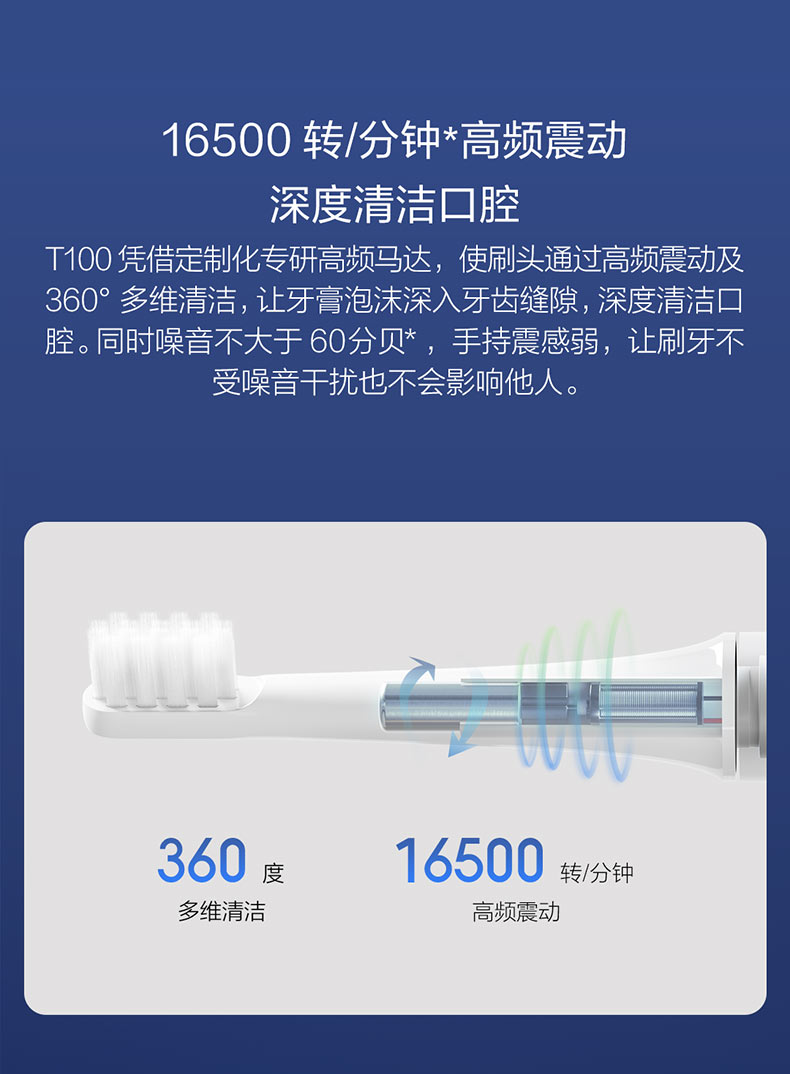 16500 转/分钟*高频震动
深度清洁口腔
T100 凭借定制化专研高频马达，使刷头通过高频震动及
360° 多维清洁，让牙膏泡沫深入牙齿缝隙，深度清洁口
腔。同时噪音不大于 60分贝*，手持震感弱，让刷牙不
受噪音干扰也不会影响他人。
360 度
多维清洁
16500 转/分钟
高频震动